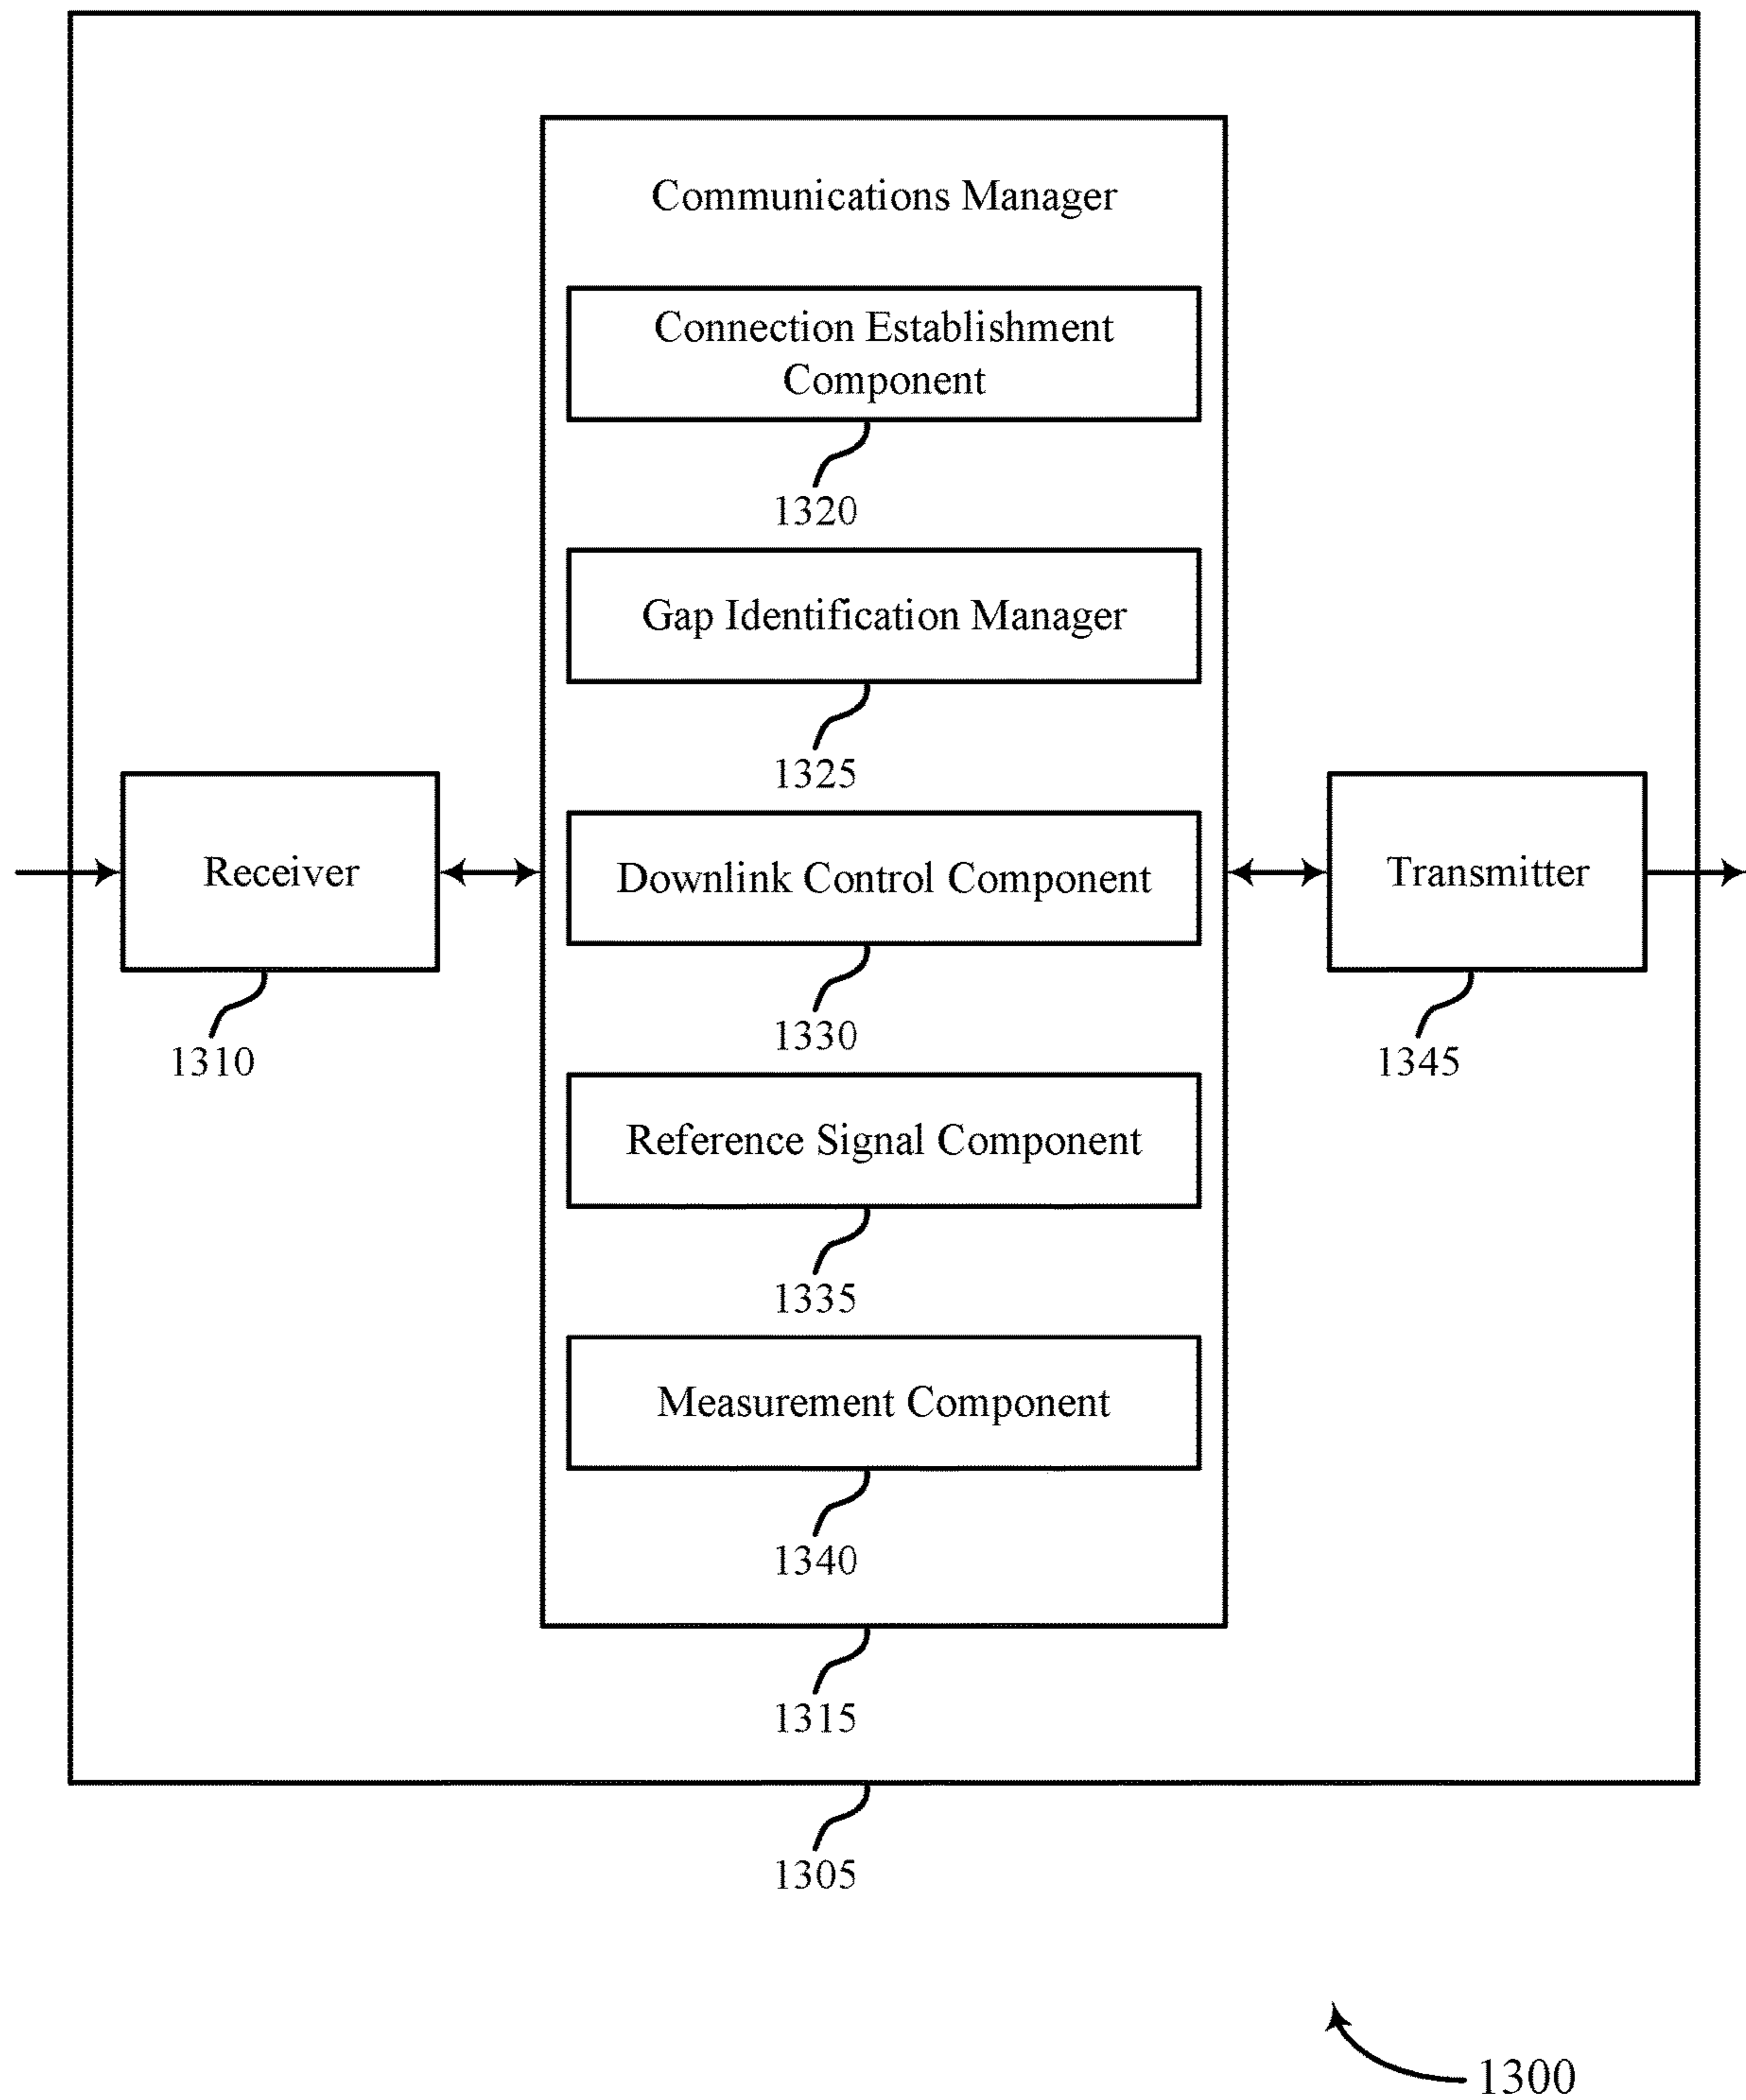 Communications Manager
Connection Establishment
Component
1320
Gap Identification Manager
1325
Receiver
1310
Downlink Control Component
1330
Transmitter
1345
Reference Signal Component
1335
Measurement Component
1340
1315
1305
1300